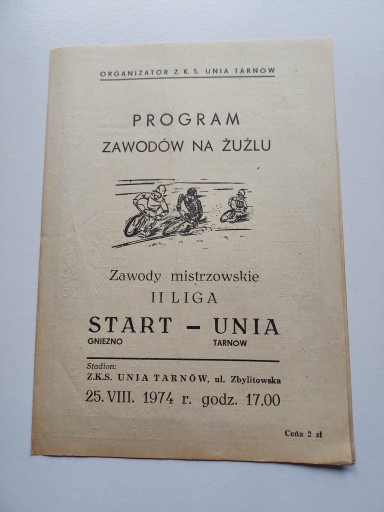 ORGANIZATOR Z.K.S. UNIA TARNÓW
PROGRAM
ZAWODÓW NA ŻUŻLU
Zawody mistrzowskie
II LIGA
START – UNIA
GNIEZNO TARNÓW
Stadion:
Z.K.S. UNIA TARNÓW, ul. Zbylitowska
25. VIII. 1974 r. godz. 17.00
Cena 2 zł